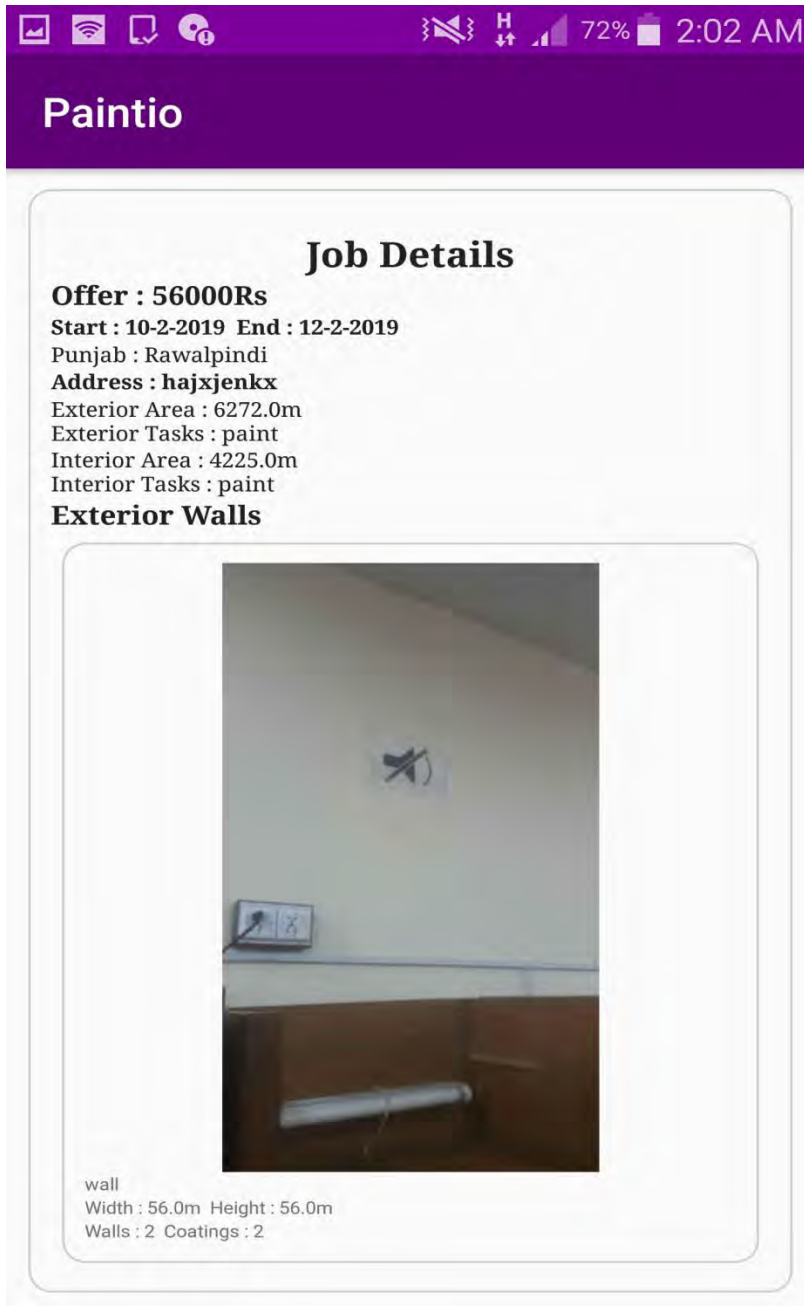 72% 2:02 AM
Paintio
Job Details
Offer : 56000Rs
Start : 10-2-2019 End : 12-2-2019
Punjab : Rawalpindi
Address : hajxjenkx
Exterior Area : 6272.0m
Exterior Tasks : paint
Interior Area : 4225.0m
Interior Tasks : paint
Exterior Walls
wall
Width : 56.0m Height : 56.0m
Walls : 2 Coatings : 2